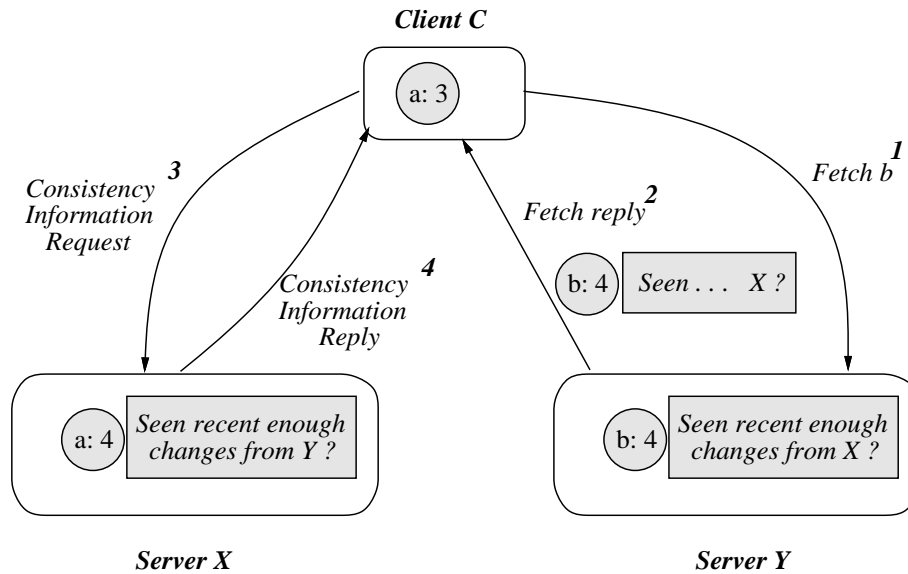 Client C
a: 3
1
Fetch b
3
Consistency
Information
Request
2
Fetch reply
4
Consistency
Information
Reply
b: 4
Seen . . . X ?
a: 4
Seen recent enough
changes from Y ?
b: 4
Seen recent enough
changes from X ?
Server X
Server Y